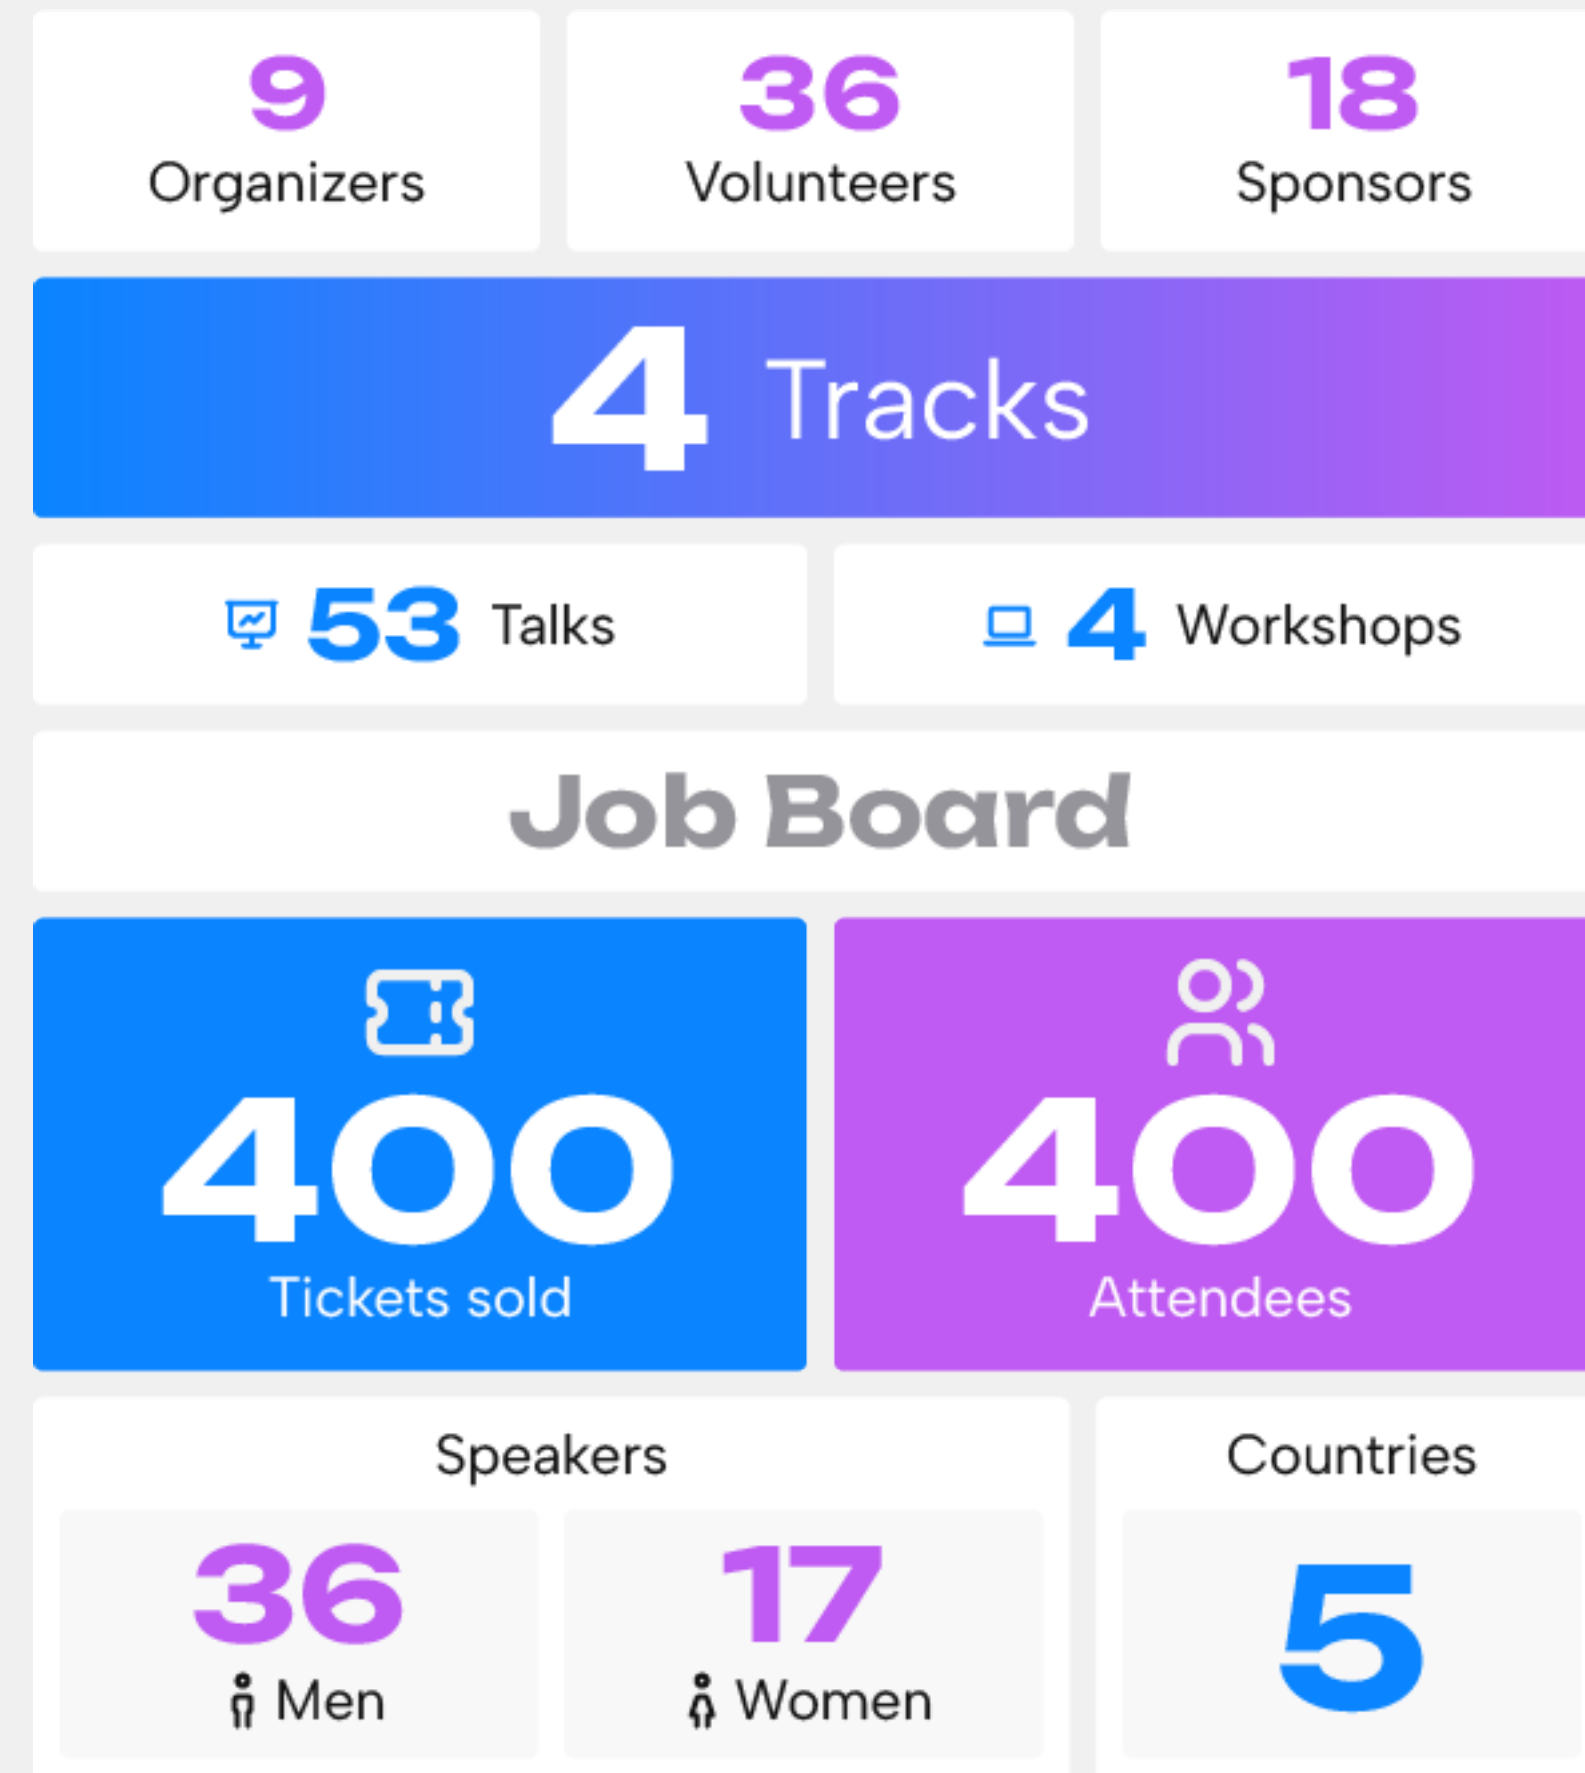 9 36 18
Organizers Volunteers Sponsors
4 Tracks
53 Talks 4 Workshops
Job Board
400 400
Tickets sold Attendees
Speakers Countries
36 17 5
Men Women